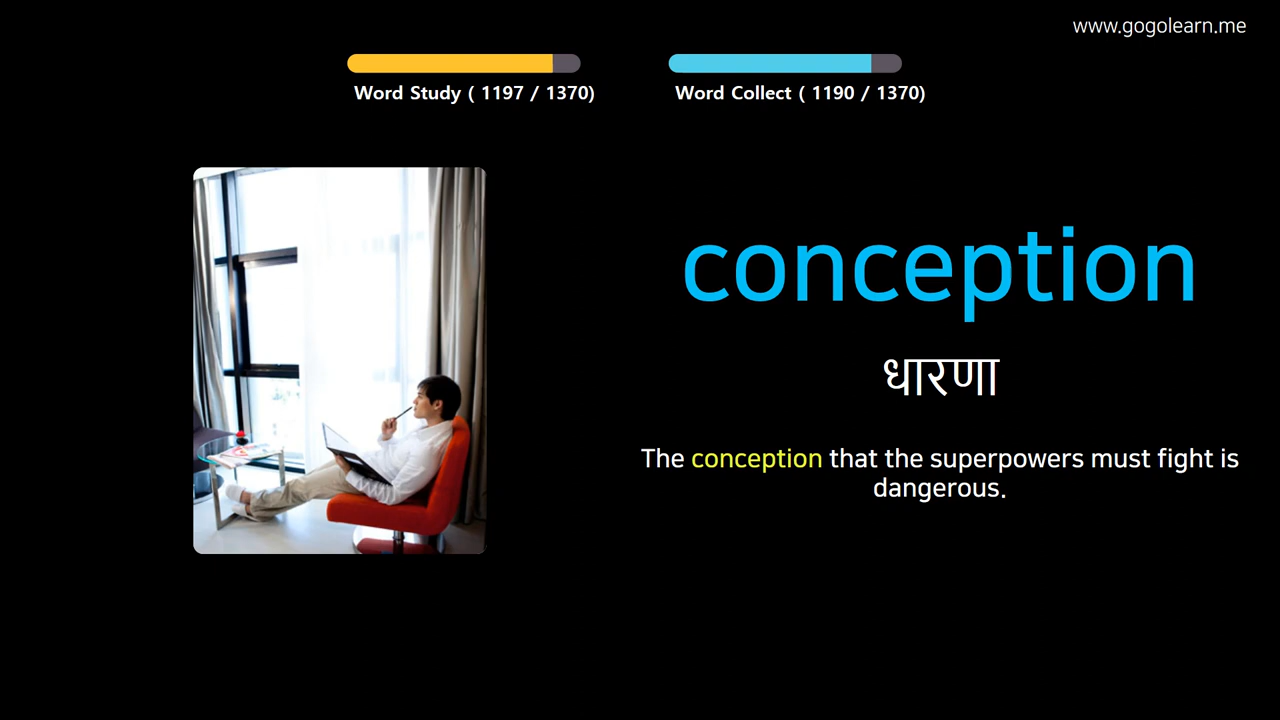 www.gogolearn.me
Word Study ( 1197 / 1370)
Word Collect ( 1190 / 1370)
conception
धारणा
The conception that the superpowers must fight is
dangerous.